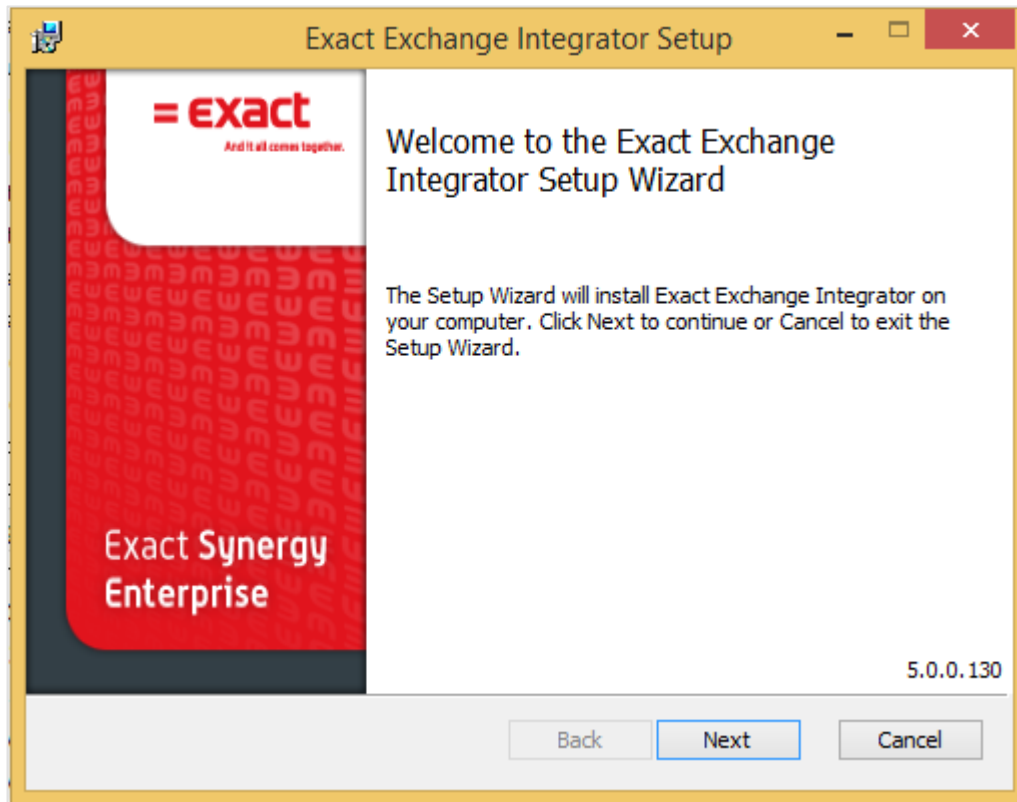 Exact Exchange Integrator Setup
= exact
And it all comes together.
Welcome to the Exact Exchange
Integrator Setup Wizard
The Setup Wizard will install Exact Exchange Integrator on
your computer. Click Next to continue or Cancel to exit the
Setup Wizard.
Exact Synergy
Enterprise
5.0.0.130
Back
Next
Cancel